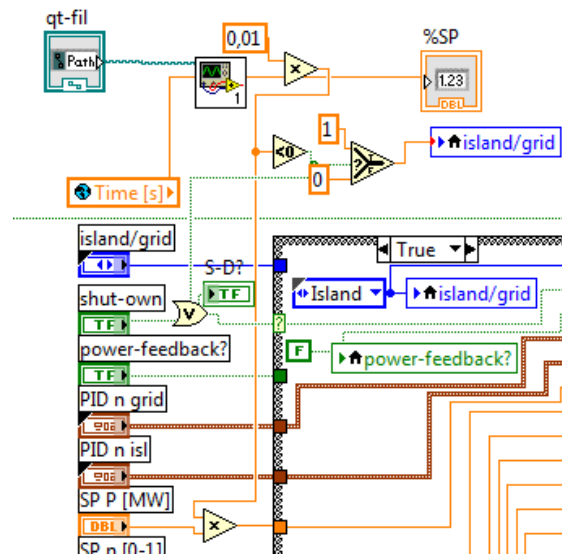 qt-fil
Path
0,01
x
1
%SP
1.23
DBL
<0
1
0
?
T
F
island/grid
Time [s]
island/grid
True
S-D?
TF
Island
island/grid
shut-own
TF
V
?
power-feedback?
F
power-feedback?
TF
PID n grid
PID n isl
SP P [MW]
DBL
x
SP n [0-1]